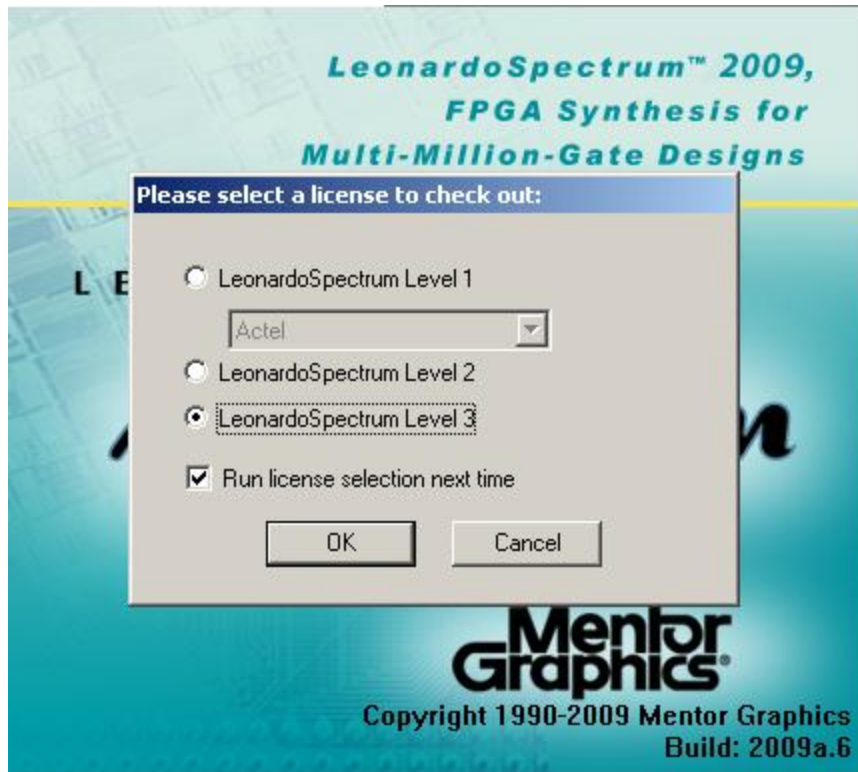 LeonardoSpectrum™ 2009,
FPGA Synthesis for
Multi-Million-Gate Designs
Please select a license to check out:
L E
LeonardoSpectrum Level 1
Actel
LeonardoSpectrum Level 2
LeonardoSpectrum Level 3
m
Run license selection next time
OK Cancel
Mentor
Graphics®
Copyright 1990-2009 Mentor Graphics
Build: 2009a.6